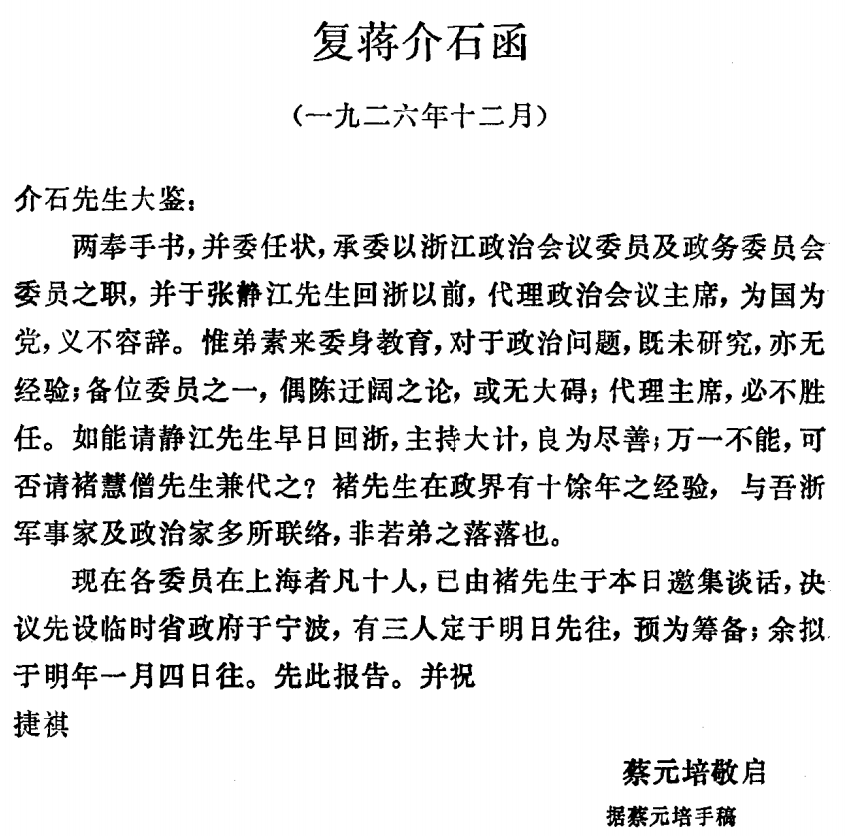 复蒋介石函
（一九二六年十二月）
介石先生大鉴：
两奉手书，并委任状，承委以浙江政治会议委员及政务委员会
委员之职，并于张静江先生回浙以前，代理政治会议主席，为国为
党，义不容辞。惟弟素来委身教育，对于政治问题，既未研究，亦无
经验；备位委员之一，偶陈迂阔之论，或无大碍；代理主席，必不胜
任。如能请静江先生早日回浙，主持大计，良为尽善；万一不能，可
否请褚慧僧先生兼代之？褚先生在政界有十馀年之经验，与吾浙
军事家及政治家多所联络，非若弟之落落也。
现在各委员在上海者凡十人，已由褚先生于本日邀集谈话，决
议先设临时省政府于宁波，有三人定于明日先往，预为筹备；余拟
于明年一月四日往。先此报告。并祝
捷祺
蔡元培敬启
据蔡元培手稿